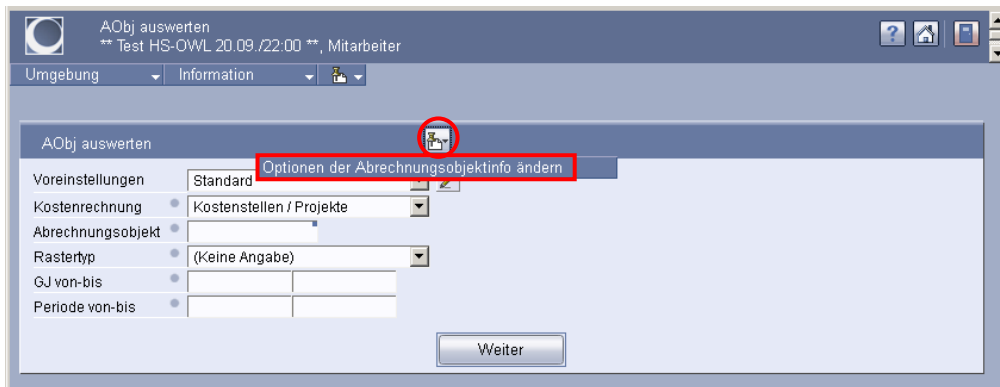 AObj auswerten
** Test HS-OWL 20.09./22:00 **, Mitarbeiter
?
Umgebung Information
AObj auswerten
Optionen der Abrechnungsobjektinfo ändern
Voreinstellungen Standard
Kostenrechnung Kostenstellen / Projekte
Abrechnungsobjekt
Rastertyp (Keine Angabe)
GJ von-bis
Periode von-bis
Weiter